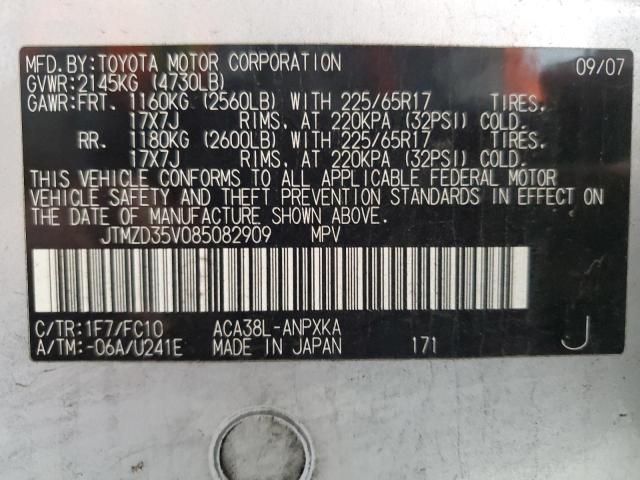 MFD.BY:TOYOTA MOTOR CORPORATION 09/07
GVWR:2145KG (4730LB)
GAWR:FRT. 1160KG (2560LB) WITH 225/65R17 TIRES.
17X7J RIMS, AT 220KPA (32PSI) COLD.
RR. 1180KG (2600LB) WITH 225/65R17 TIRES.
17X7J RIMS, AT 220KPA (32PSI) COLD.
THIS VEHICLE CONFORMS TO ALL APPLICABLE FEDERAL MOTOR
VEHICLE SAFETY AND THEFT PREVENTION STANDARDS IN EFFECT ON
THE DATE OF MANUFACTURE SHOWN ABOVE.
JTMZD35V085082909 MPV
C/TR:1F7/FC10 ACA38L-ANPXKA
A/TM:-06A/U241E MADE IN JAPAN 171 J